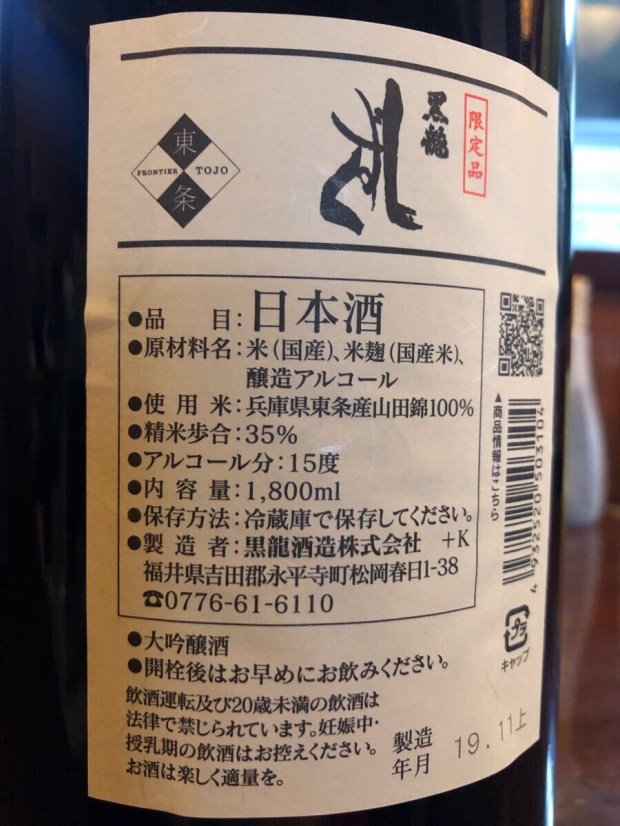 限定品
黒龍
東
FRONTIER TOJO
条
●品　目：日本酒
●原材料名：米（国産）、米麹（国産米）、
醸造アルコール
●使用米：兵庫県東条産山田錦100%
●精米歩合：35%
●アルコール分：15度
●内容量：1,800ml
●保存方法：冷蔵庫で保存してください。
●製造者：黒龍酒造株式会社　+K
福井県吉田郡永平寺町松岡春日1-38
☎0776-61-6110
▲商品情報はこちら
4 932520 503104
プラ
キャップ
●大吟醸酒
●開栓後はお早めにお飲みください。
飲酒運転及び20歳未満の飲酒は
法律で禁じられています。妊娠中・
授乳期の飲酒はお控えください。
お酒は楽しく適量を。
製造
年月
19.11上